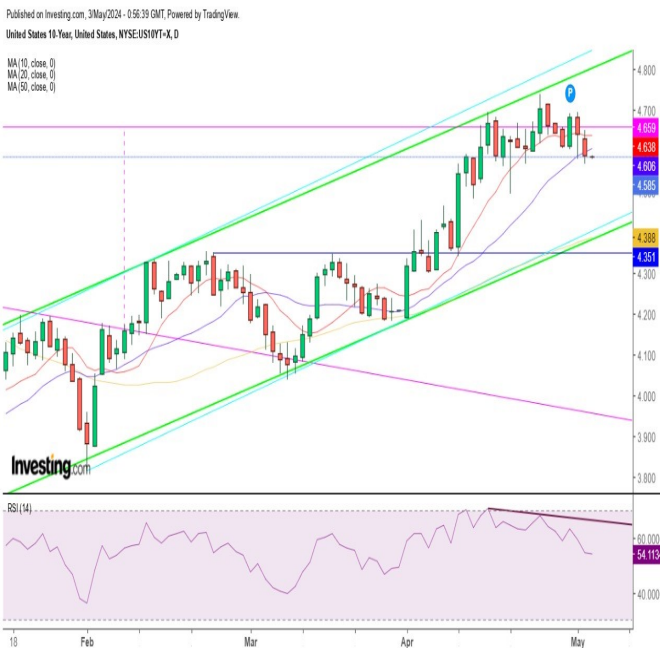 Published on Investing.com, 3/May/2024 - 0:56:39 GMT, Powered by TradingView.
United States 10-Year, United States, NYSE:US10YT=X, D
MA (10, close, 0)
MA (20, close, 0)
MA (50, close, 0)
4.800
4.700
4.659
4.638
4.606
4.585
4.388
4.351
4.300
4.200
4.100
4.000
3.900
3.800
P
Investing.com
RSI (14)
60.000
54.113
40.000
18 Feb Mar Apr May